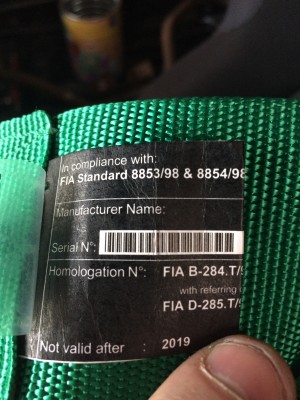 In compliance with:
FIA Standard 8853/98 & 8854/98
Manufacturer Name:
Serial N°:
Homologation N°: FIA B-284.T/
with referring
FIA D-285.T/
Not valid after : 2019